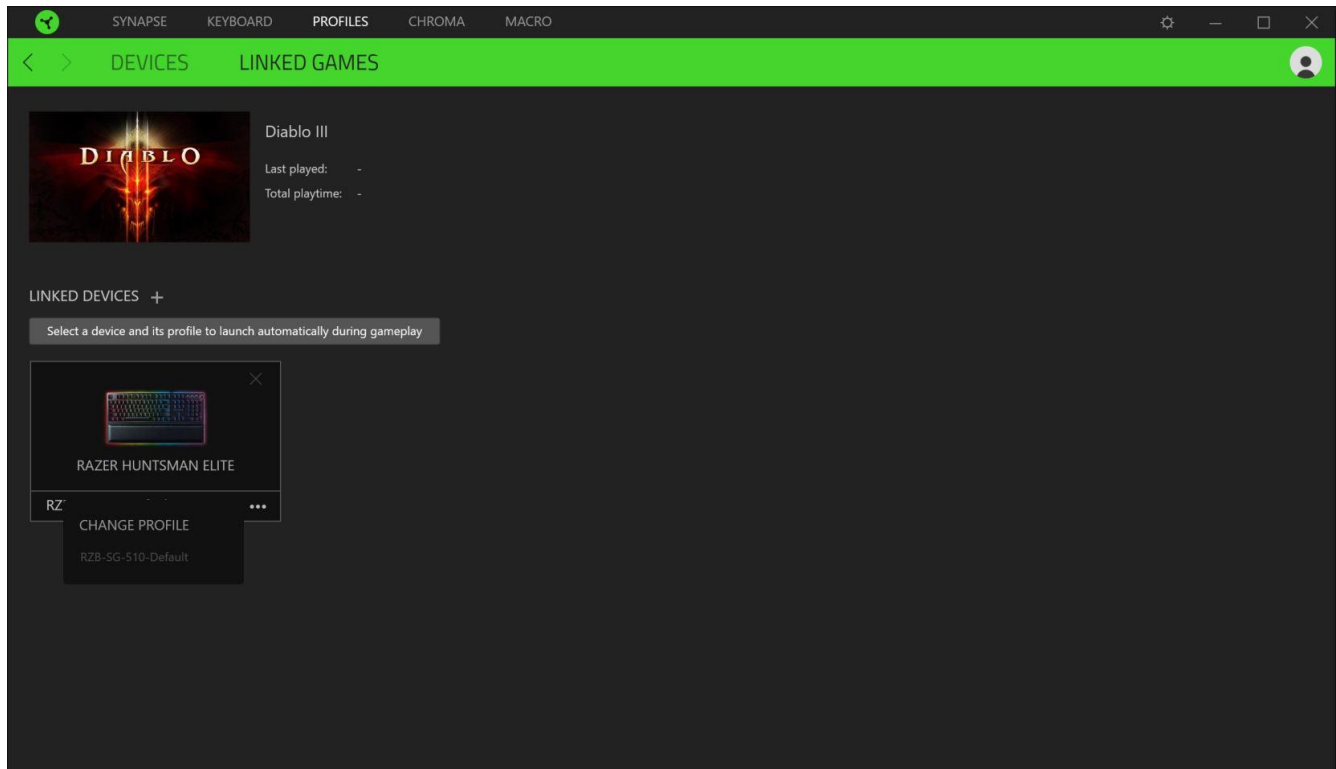 SYNAPSE KEYBOARD PROFILES CHROMA MACRO
DEVICES LINKED GAMES
DIABLO
Diablo III
Last played: -
Total playtime: -
LINKED DEVICES +
Select a device and its profile to launch automatically during gameplay
RAZER HUNTSMAN ELITE
RZ
CHANGE PROFILE
RZB-SG-510-Default